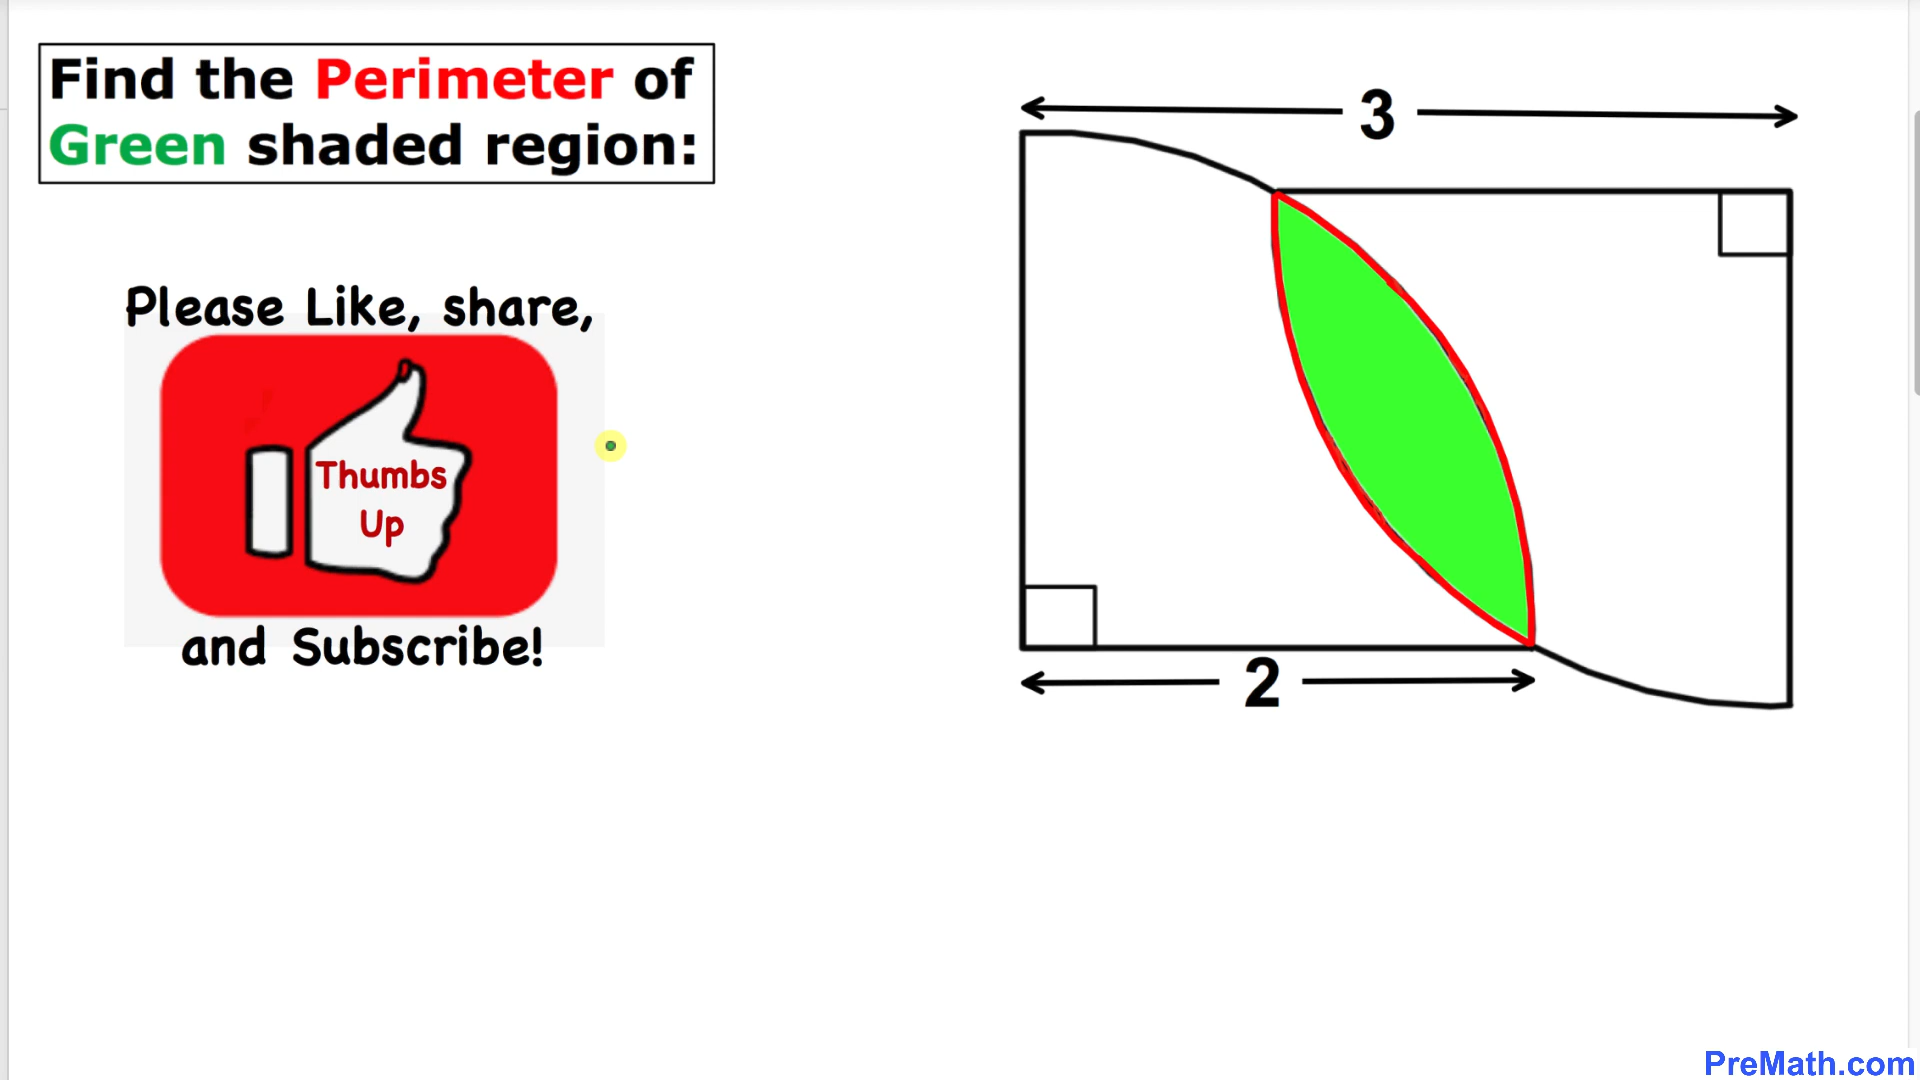 Find the Perimeter of
Green shaded region:
3
Please Like, share,
Thumbs
Up
and Subscribe!
2
PreMath.com